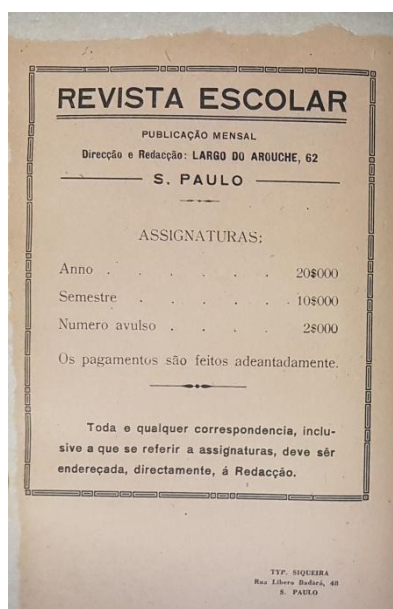 REVISTA ESCOLAR
PUBLICAÇÃO MENSAL
Direcção e Redacção: LARGO DO AROUCHE, 62
S. PAULO
ASSIGNATURAS:
Anno . . . . . . 20$000
Semestre . . . . . . 10$000
Numero avulso . . . . 2$000
Os pagamentos são feitos adeantadamente.
Toda e qualquer correspondencia, inclu-
sive a que se referir a assignaturas, deve sêr
endereçada, directamente, á Redacção.
TYP. SIQUEIRA
Rua Libero Badaró, 48
S. PAULO